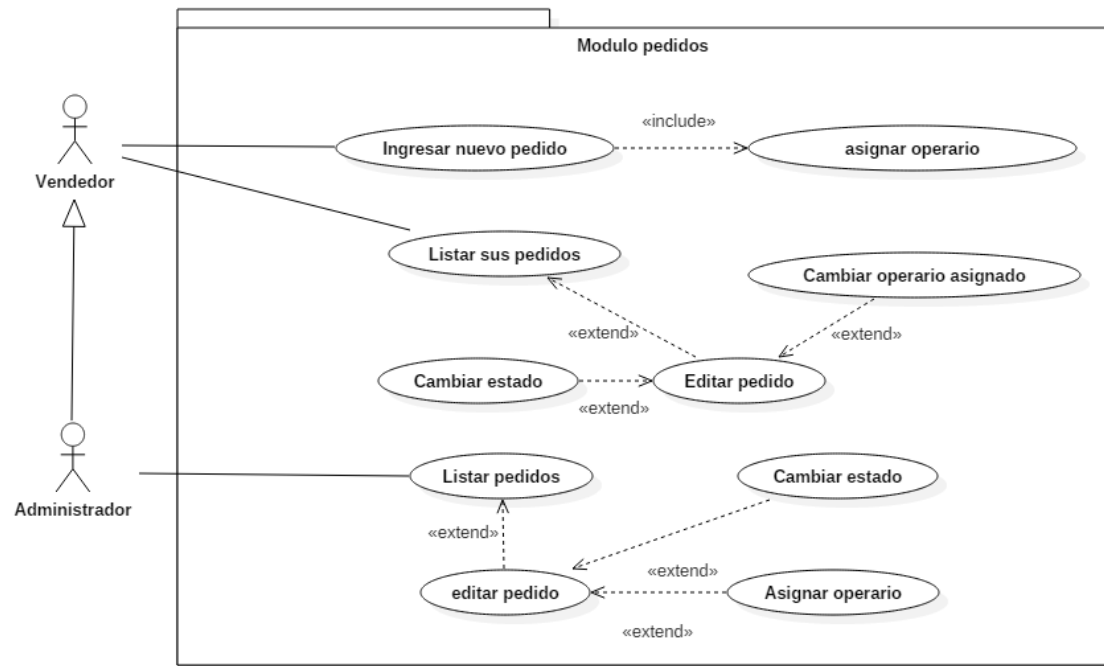 Modulo pedidos
«include»
Ingresar nuevo pedido
asignar operario
Vendedor
Listar sus pedidos
Cambiar operario asignado
«extend»
«extend»
Cambiar estado
Editar pedido
«extend»
Listar pedidos
Cambiar estado
Administrador
«extend»
«extend»
editar pedido
Asignar operario
«extend»